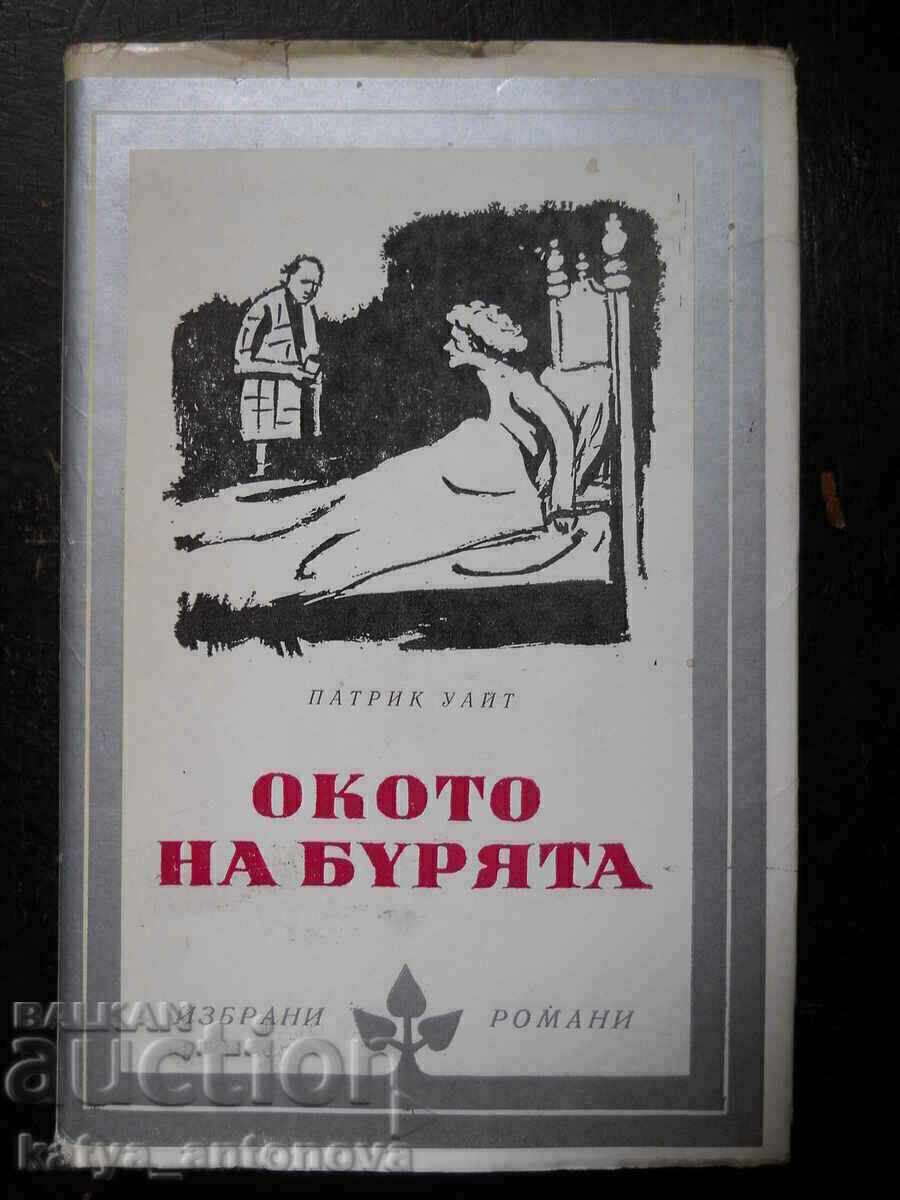 ПАТРИК УАЙТ
ОКОТО
НА БУРЯТА
ИЗБРАНИ РОМАНИ
BALKAN
auction
katya_antonova